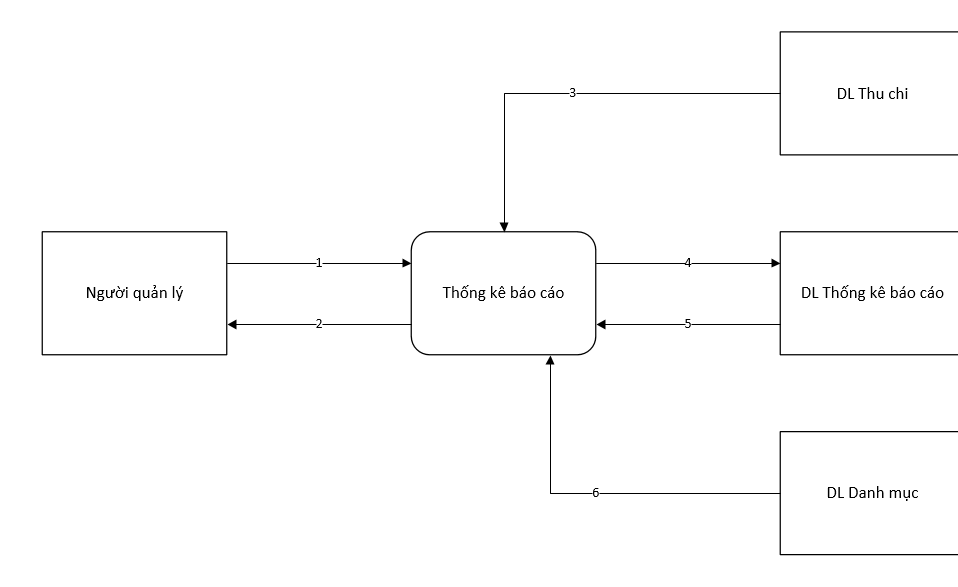 DL Thu chi
3
Người quản lý
1
2
Thống kê báo cáo
4
5
DL Thống kê báo cáo
6
DL Danh mục